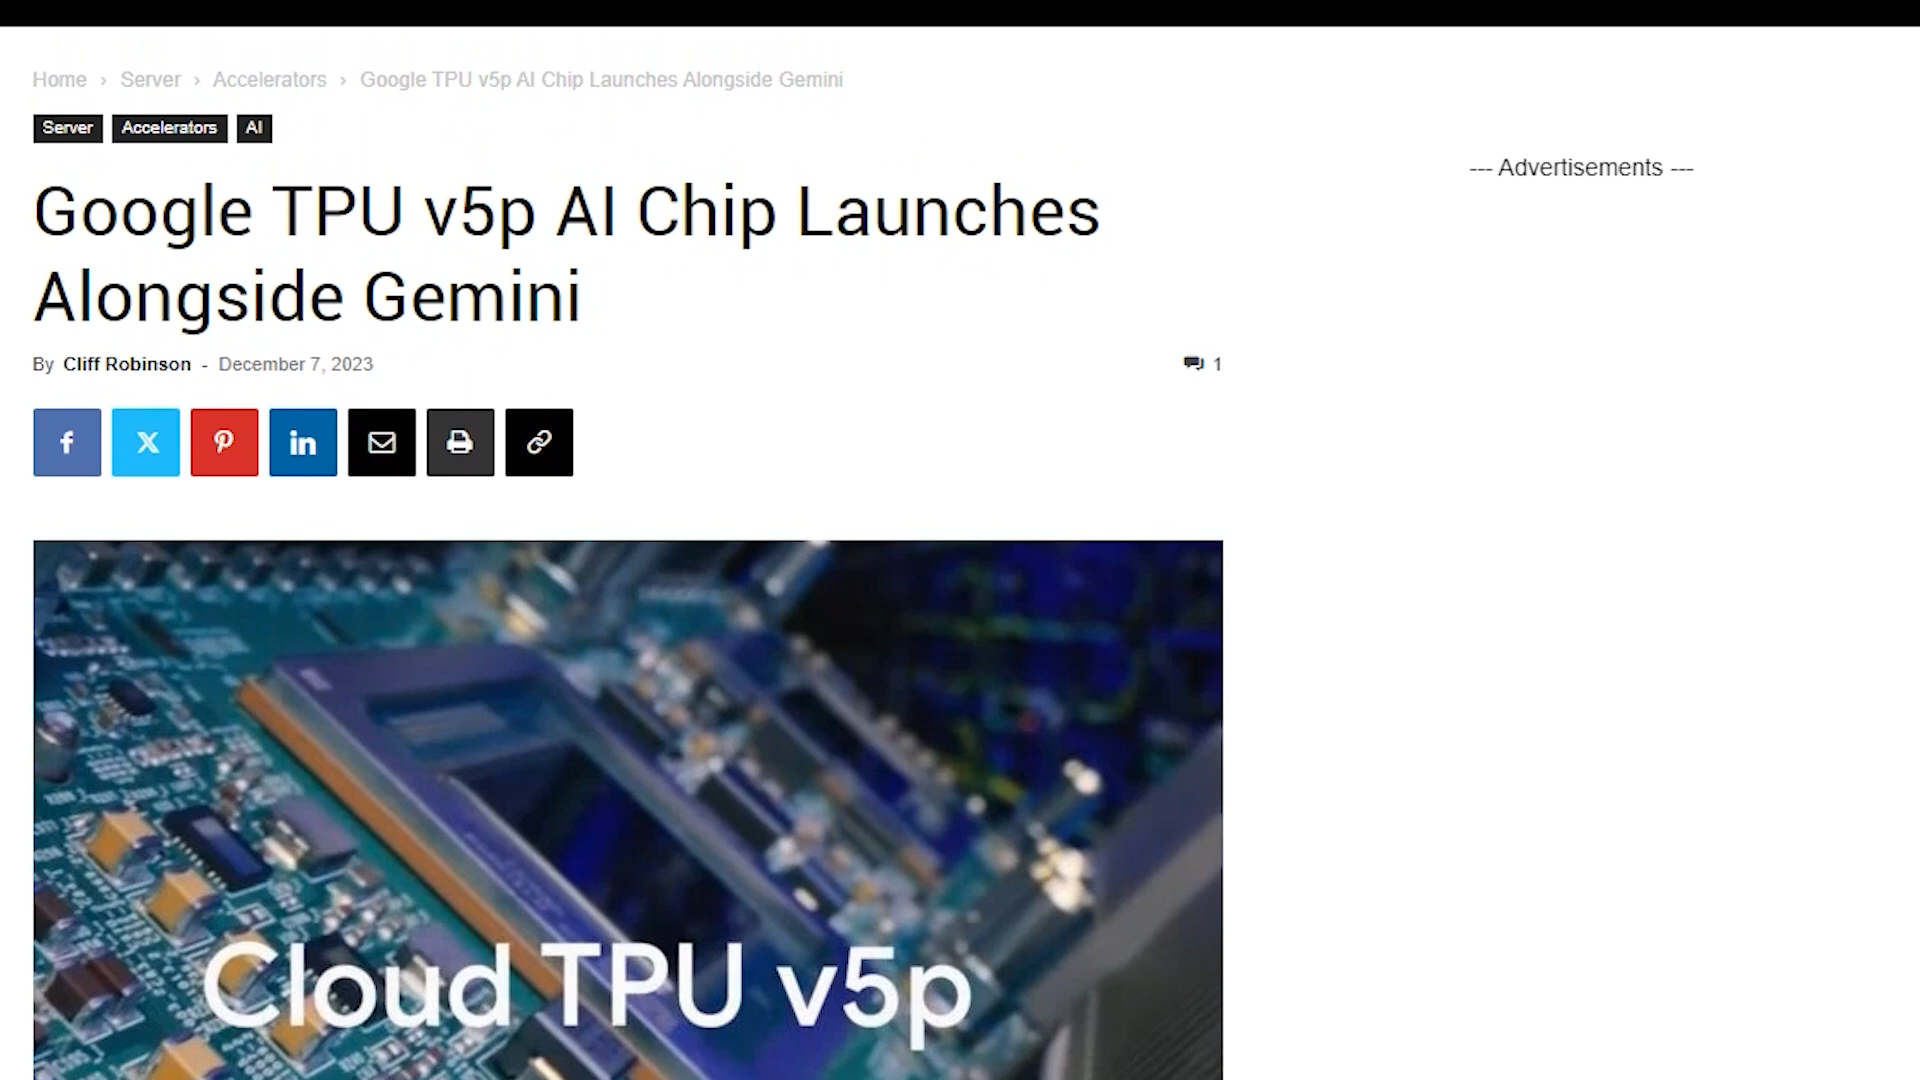 Home › Server › Accelerators › Google TPU v5p AI Chip Launches Alongside Gemini
Server Accelerators AI
--- Advertisements ---
Google TPU v5p AI Chip Launches
Alongside Gemini
By Cliff Robinson - December 7, 2023
1
Cloud TPU v5p